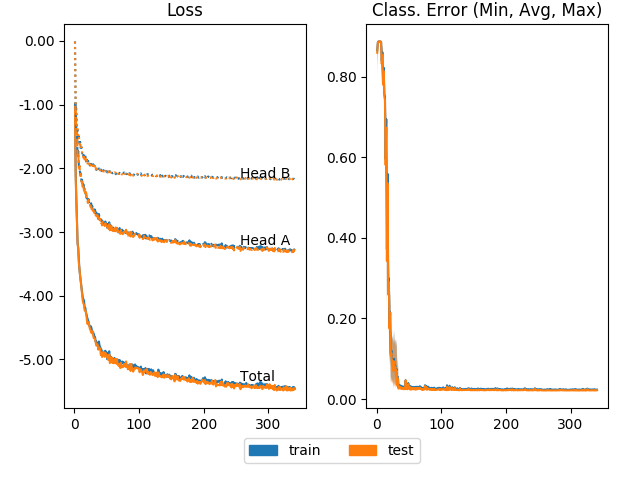 Loss
0.00
-1.00
-2.00
-3.00
-4.00
-5.00
Head B
Head A
Total
0 100 200 300
Class. Error (Min, Avg, Max)
0.80
0.60
0.40
0.20
0.00
0 100 200 300
train test